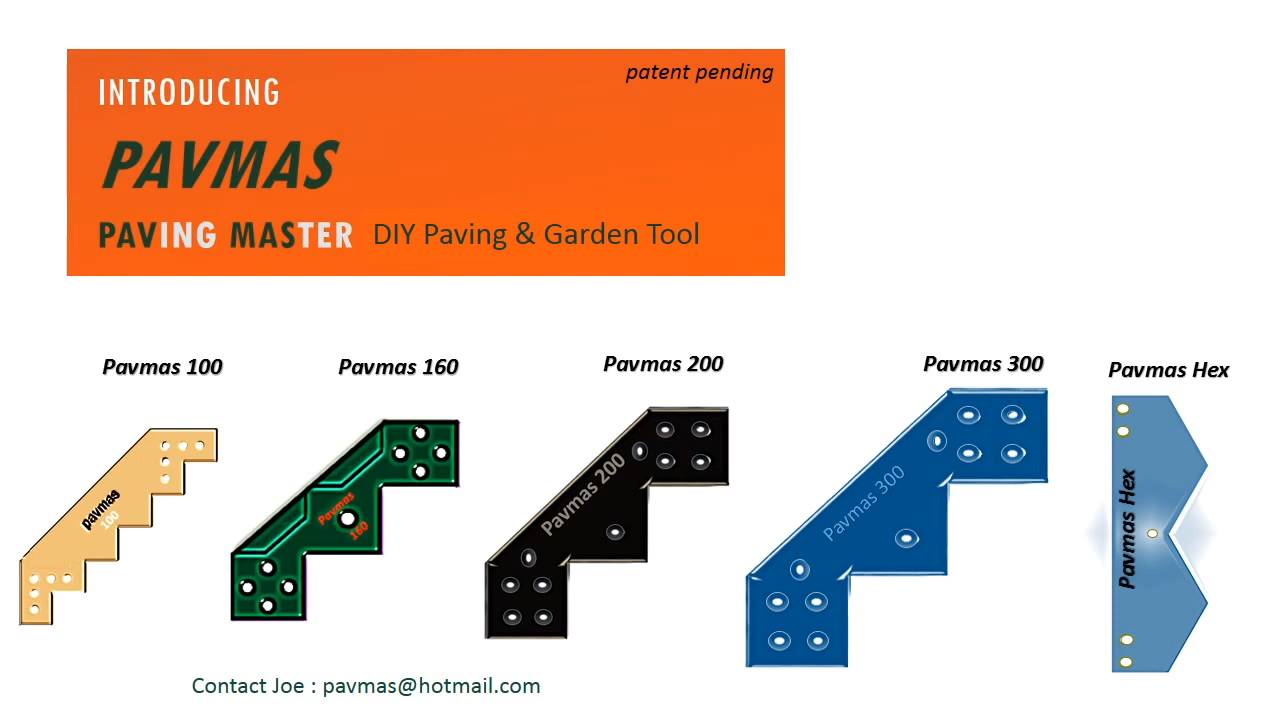 INTRODUCING
patent pending
PAVMAS
PAVING MASTER DIY Paving & Garden Tool
Pavmas 100
Pavmas 160
Pavmas 200
Pavmas 300
Pavmas Hex
pavmas
100
Pavmas
160
Pavmas 200
Pavmas 300
Pavmas Hex
Contact Joe : pavmas@hotmail.com